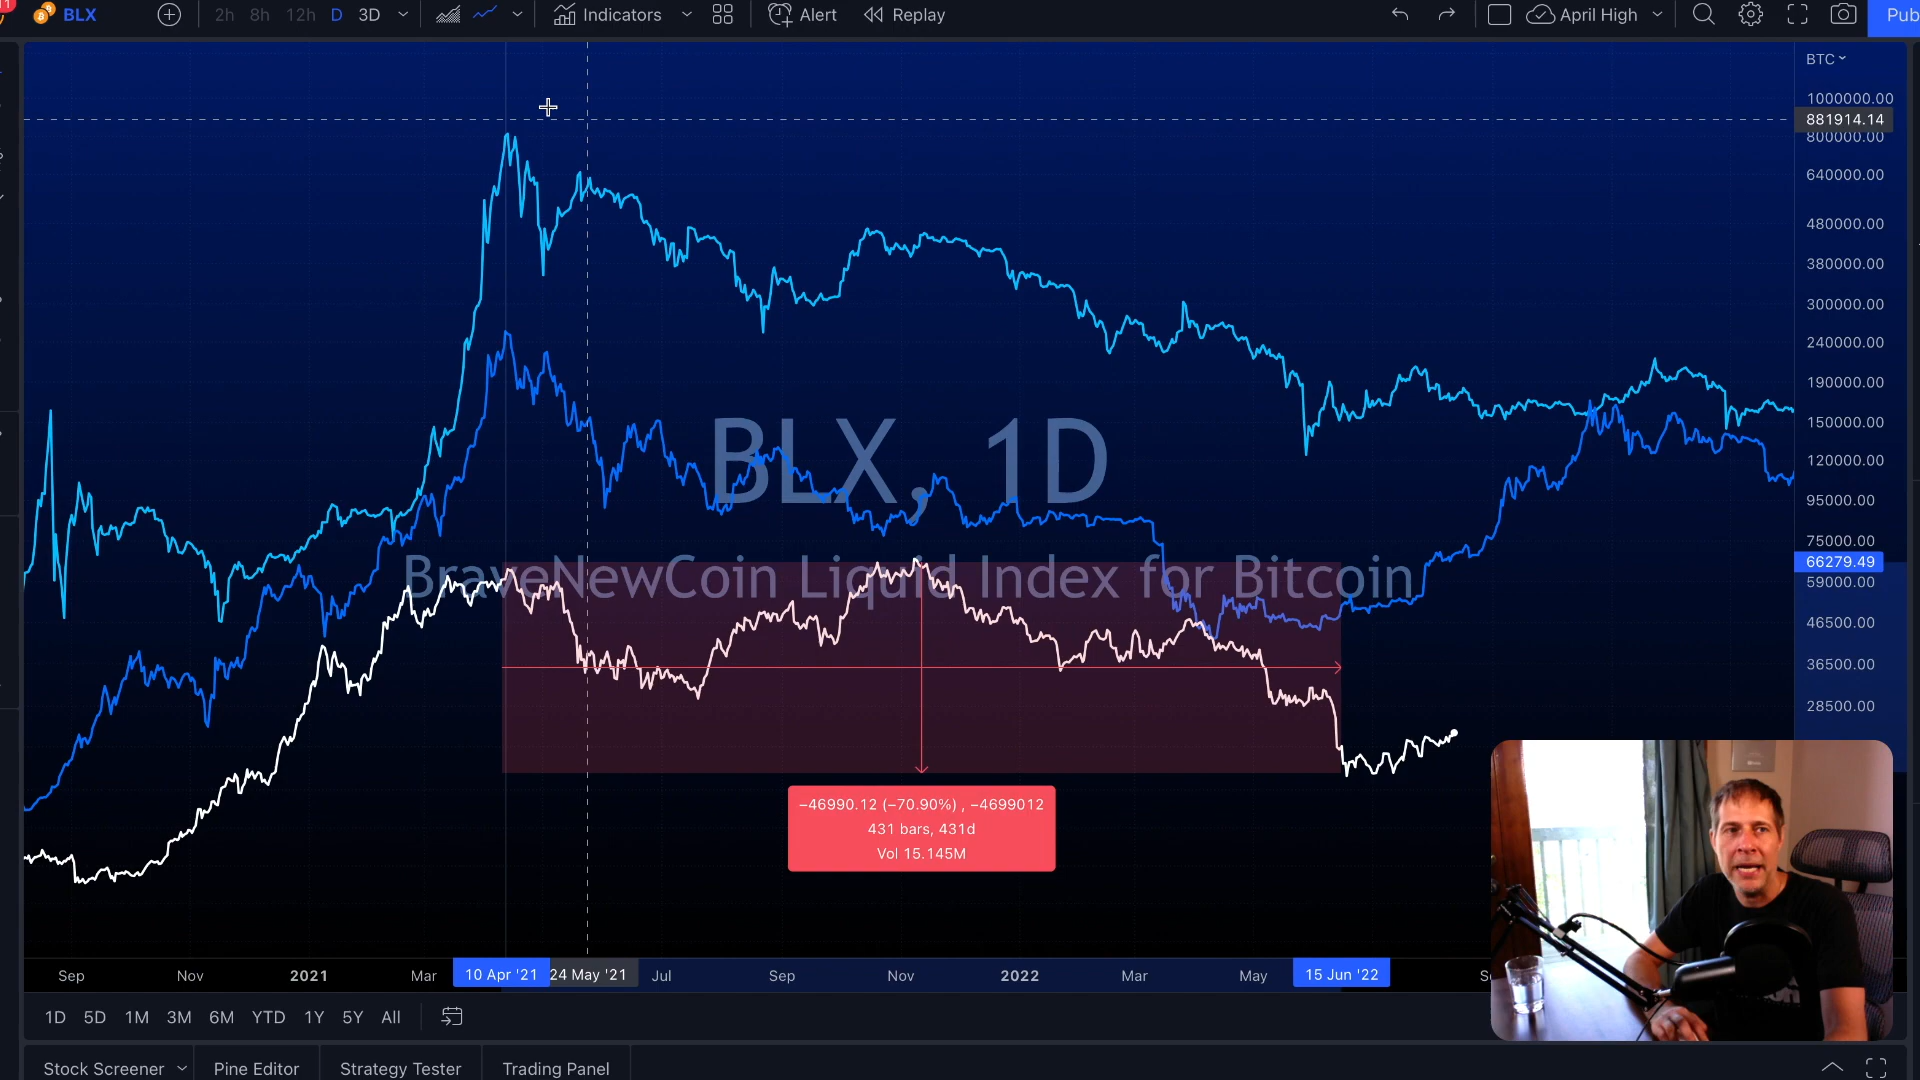 11
BLX
2h 8h 12h D 3D
Indicators
Alert
Replay
April High
Pub
BTC
1000000.00
881914.14
800000.00
640000.00
480000.00
380000.00
300000.00
240000.00
190000.00
150000.00
120000.00
95000.00
75000.00
66279.49
59000.00
46500.00
36500.00
28500.00
BLX, 1D
BraveNewCoin Liquid Index for Bitcoin
−46990.12 (−70.90%) , −4699012
431 bars, 431d
Vol 15.145M
Sep Nov 2021 Mar 10 Apr '21 24 May '21 Jul Sep Nov 2022 Mar May 15 Jun '22
1D 5D 1M 3M 6M YTD 1Y 5Y All
Stock Screener Pine Editor Strategy Tester Trading Panel